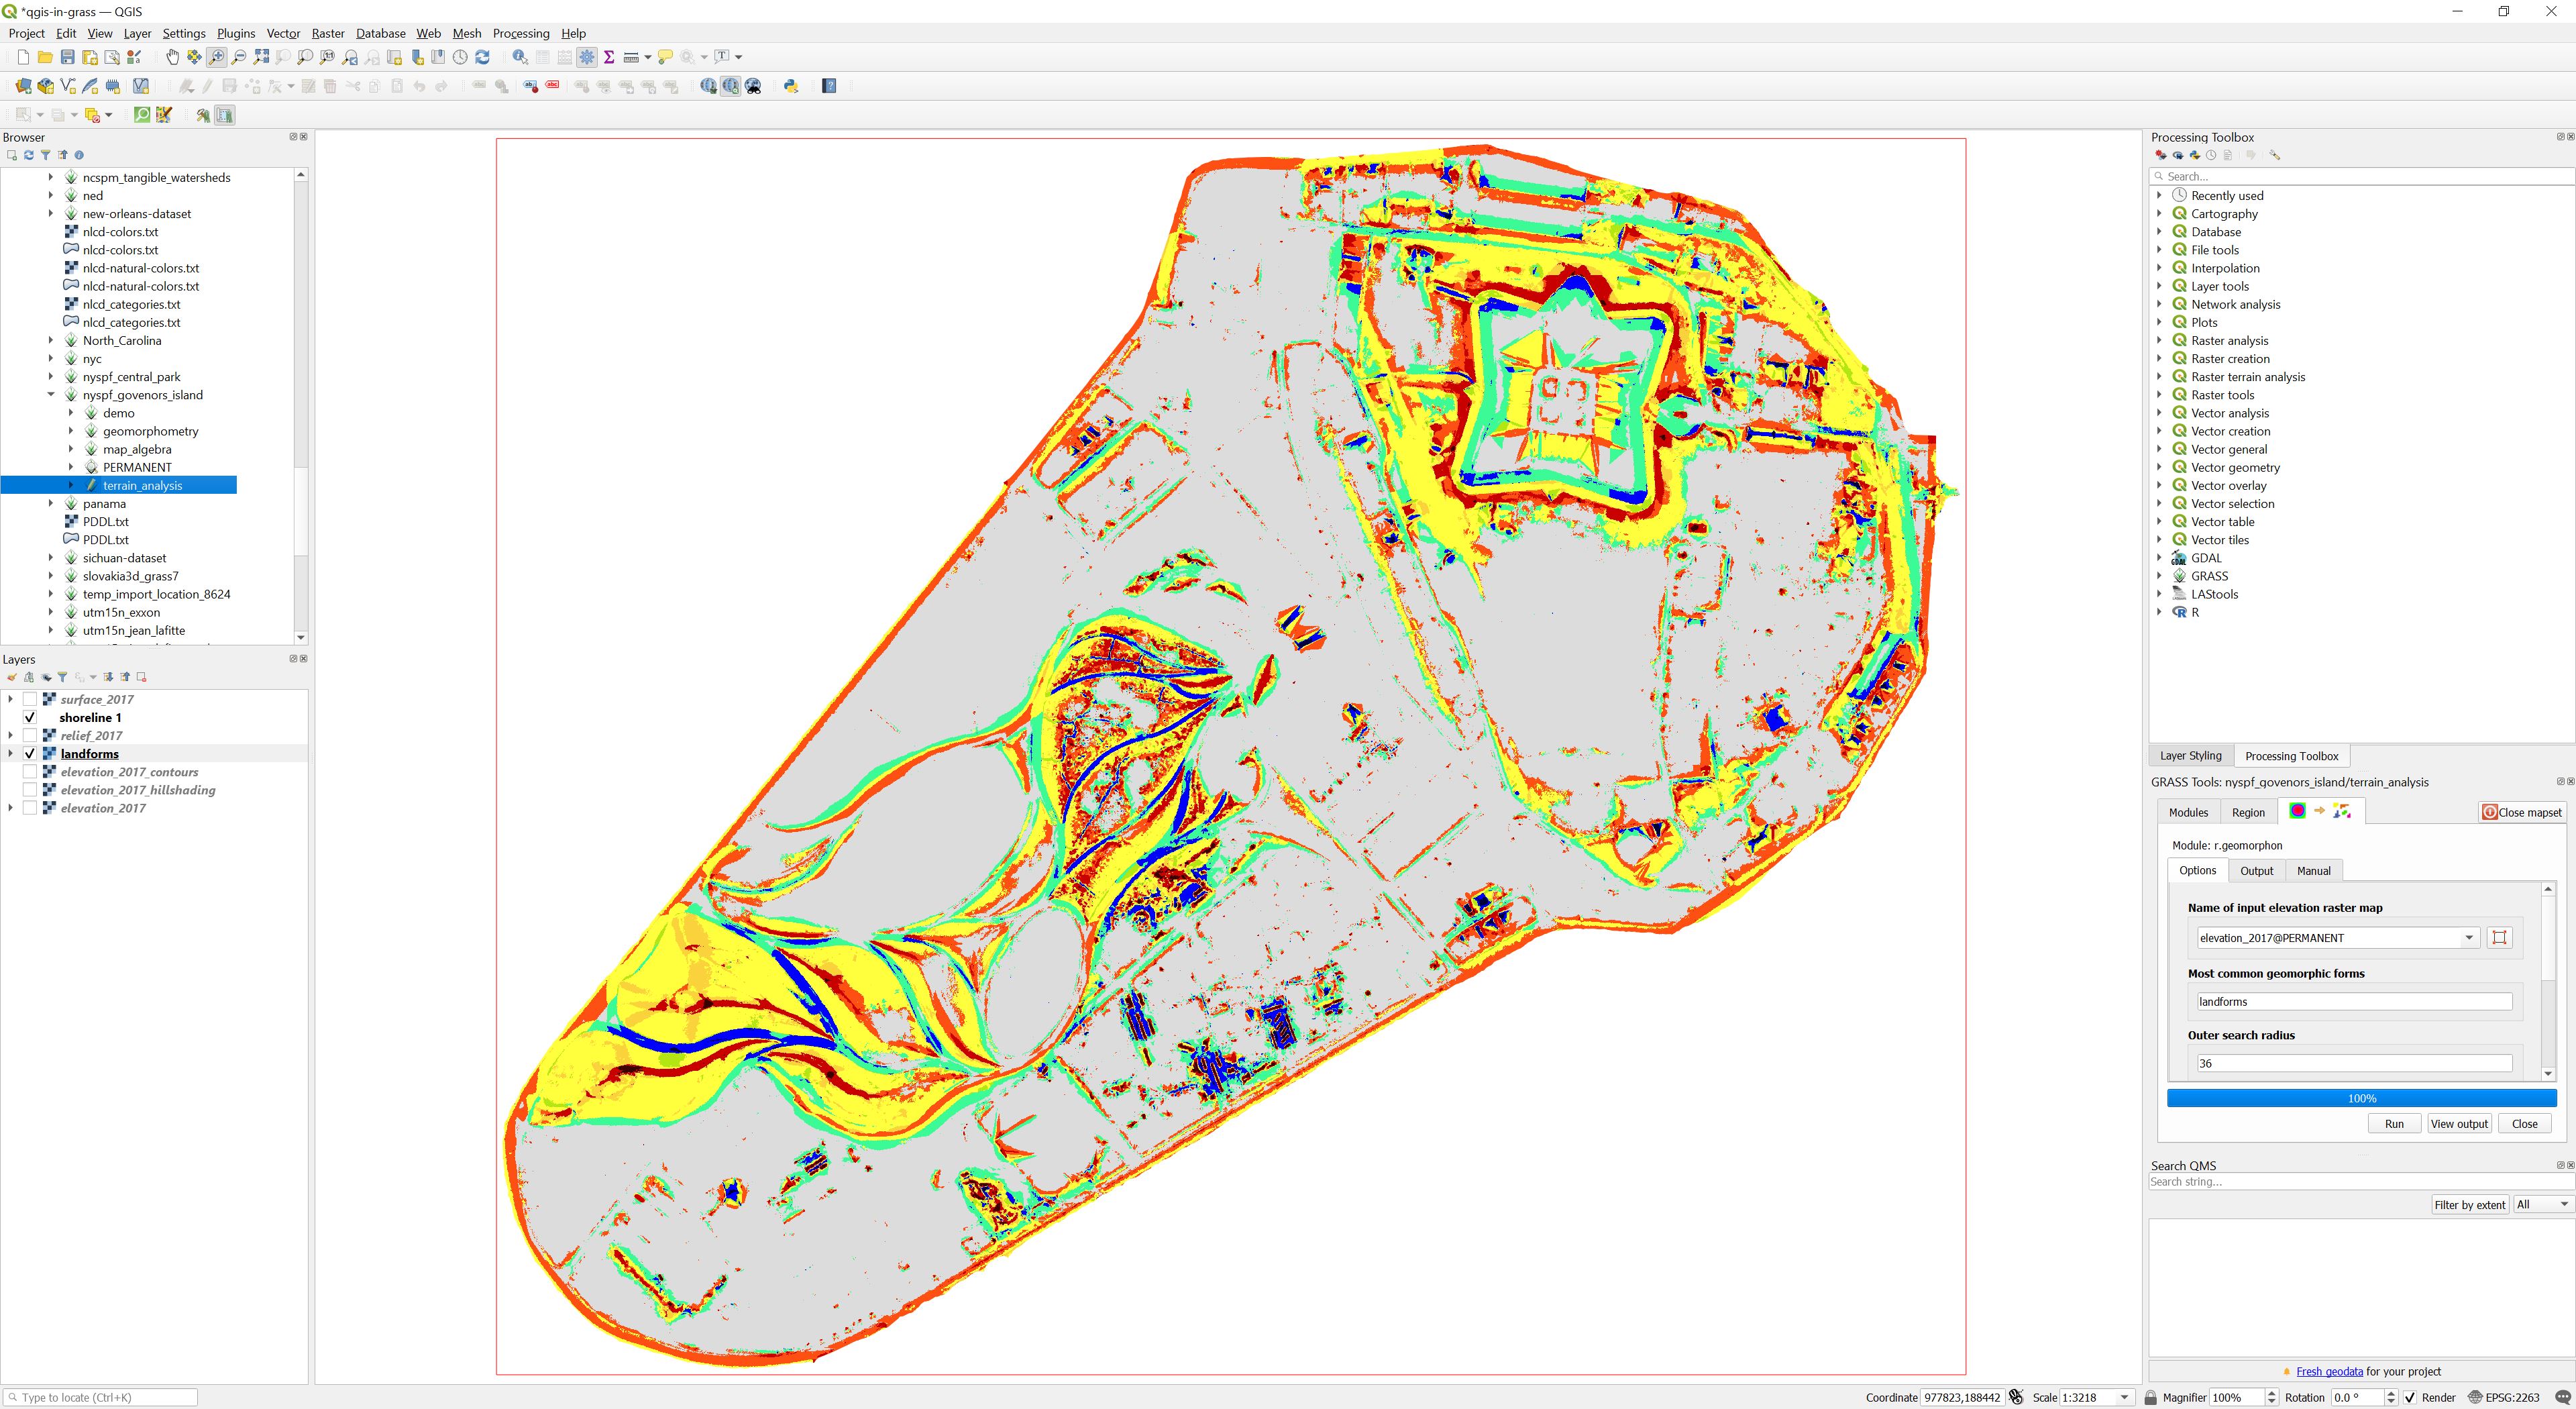 *qgis-in-grass — QGIS
Project Edit View Layer Settings Plugins Vector Raster Database Web Mesh Processing Help
Browser
ncspm_tangible_watersheds
ned
new-orleans-dataset
nlcd-colors.txt
nlcd-colors.txt
nlcd-natural-colors.txt
nlcd-natural-colors.txt
nlcd_categories.txt
nlcd_categories.txt
North_Carolina
nyc
nyspf_central_park
nyspf_govenors_island
demo
geomorphometry
map_algebra
PERMANENT
terrain_analysis
panama
PDDL.txt
PDDL.txt
sichuan-dataset
slovakia3d_grass7
temp_import_location_8624
utm15n_exxon
utm15n_jean_lafitte
Layers
surface_2017
shoreline 1
relief_2017
landforms
elevation_2017_contours
elevation_2017_hillshading
elevation_2017
Processing Toolbox
Search...
Recently used
Cartography
Database
File tools
Interpolation
Layer tools
Network analysis
Plots
Raster analysis
Raster creation
Raster terrain analysis
Raster tools
Vector analysis
Vector creation
Vector general
Vector geometry
Vector overlay
Vector selection
Vector table
Vector tiles
GDAL
GRASS
LAStools
R
Layer Styling Processing Toolbox
GRASS Tools: nyspf_govenors_island/terrain_analysis
Modules Region Close mapset
Module: r.geomorphon
Options Output Manual
Name of input elevation raster map
elevation_2017@PERMANENT
Most common geomorphic forms
landforms
Outer search radius
36
100%
Run View output Close
Search QMS
Search string...
Filter by extent All
Fresh geodata for your project
Type to locate (Ctrl+K) Coordinate 977823,188442 Scale 1:3218 Magnifier 100% Rotation 0.0 ° Render EPSG:2263